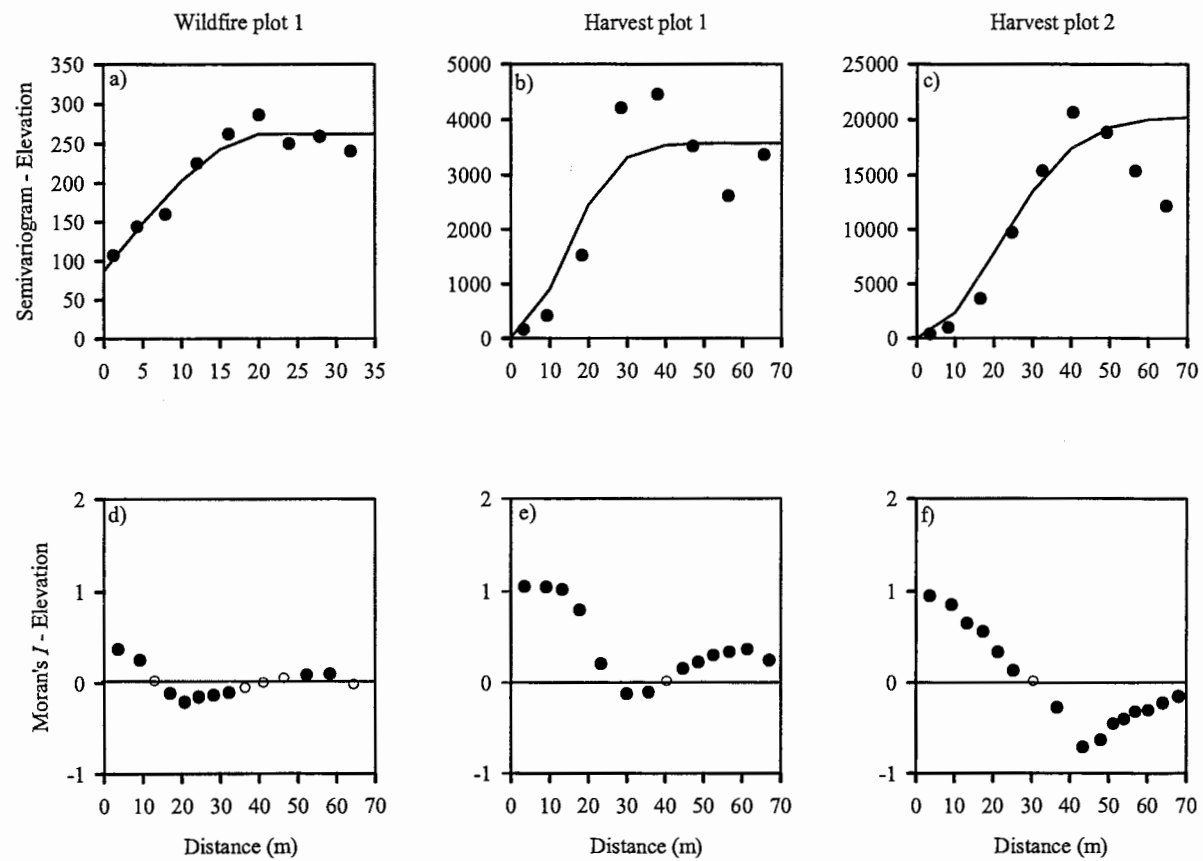 Wildfire plot 1 Harvest plot 1 Harvest plot 2
Semivariogram - Elevation
a)
350
300
250
200
150
100
50
0
0 5 10 15 20 25 30 35
b)
5000
4000
3000
2000
1000
0
0 10 20 30 40 50 60 70
c)
25000
20000
15000
10000
5000
0
0 10 20 30 40 50 60 70
Moran's I - Elevation
d)
2
1
0
-1
0 10 20 30 40 50 60 70
Distance (m)
e)
2
1
0
-1
0 10 20 30 40 50 60 70
Distance (m)
f)
2
1
0
-1
0 10 20 30 40 50 60 70
Distance (m)